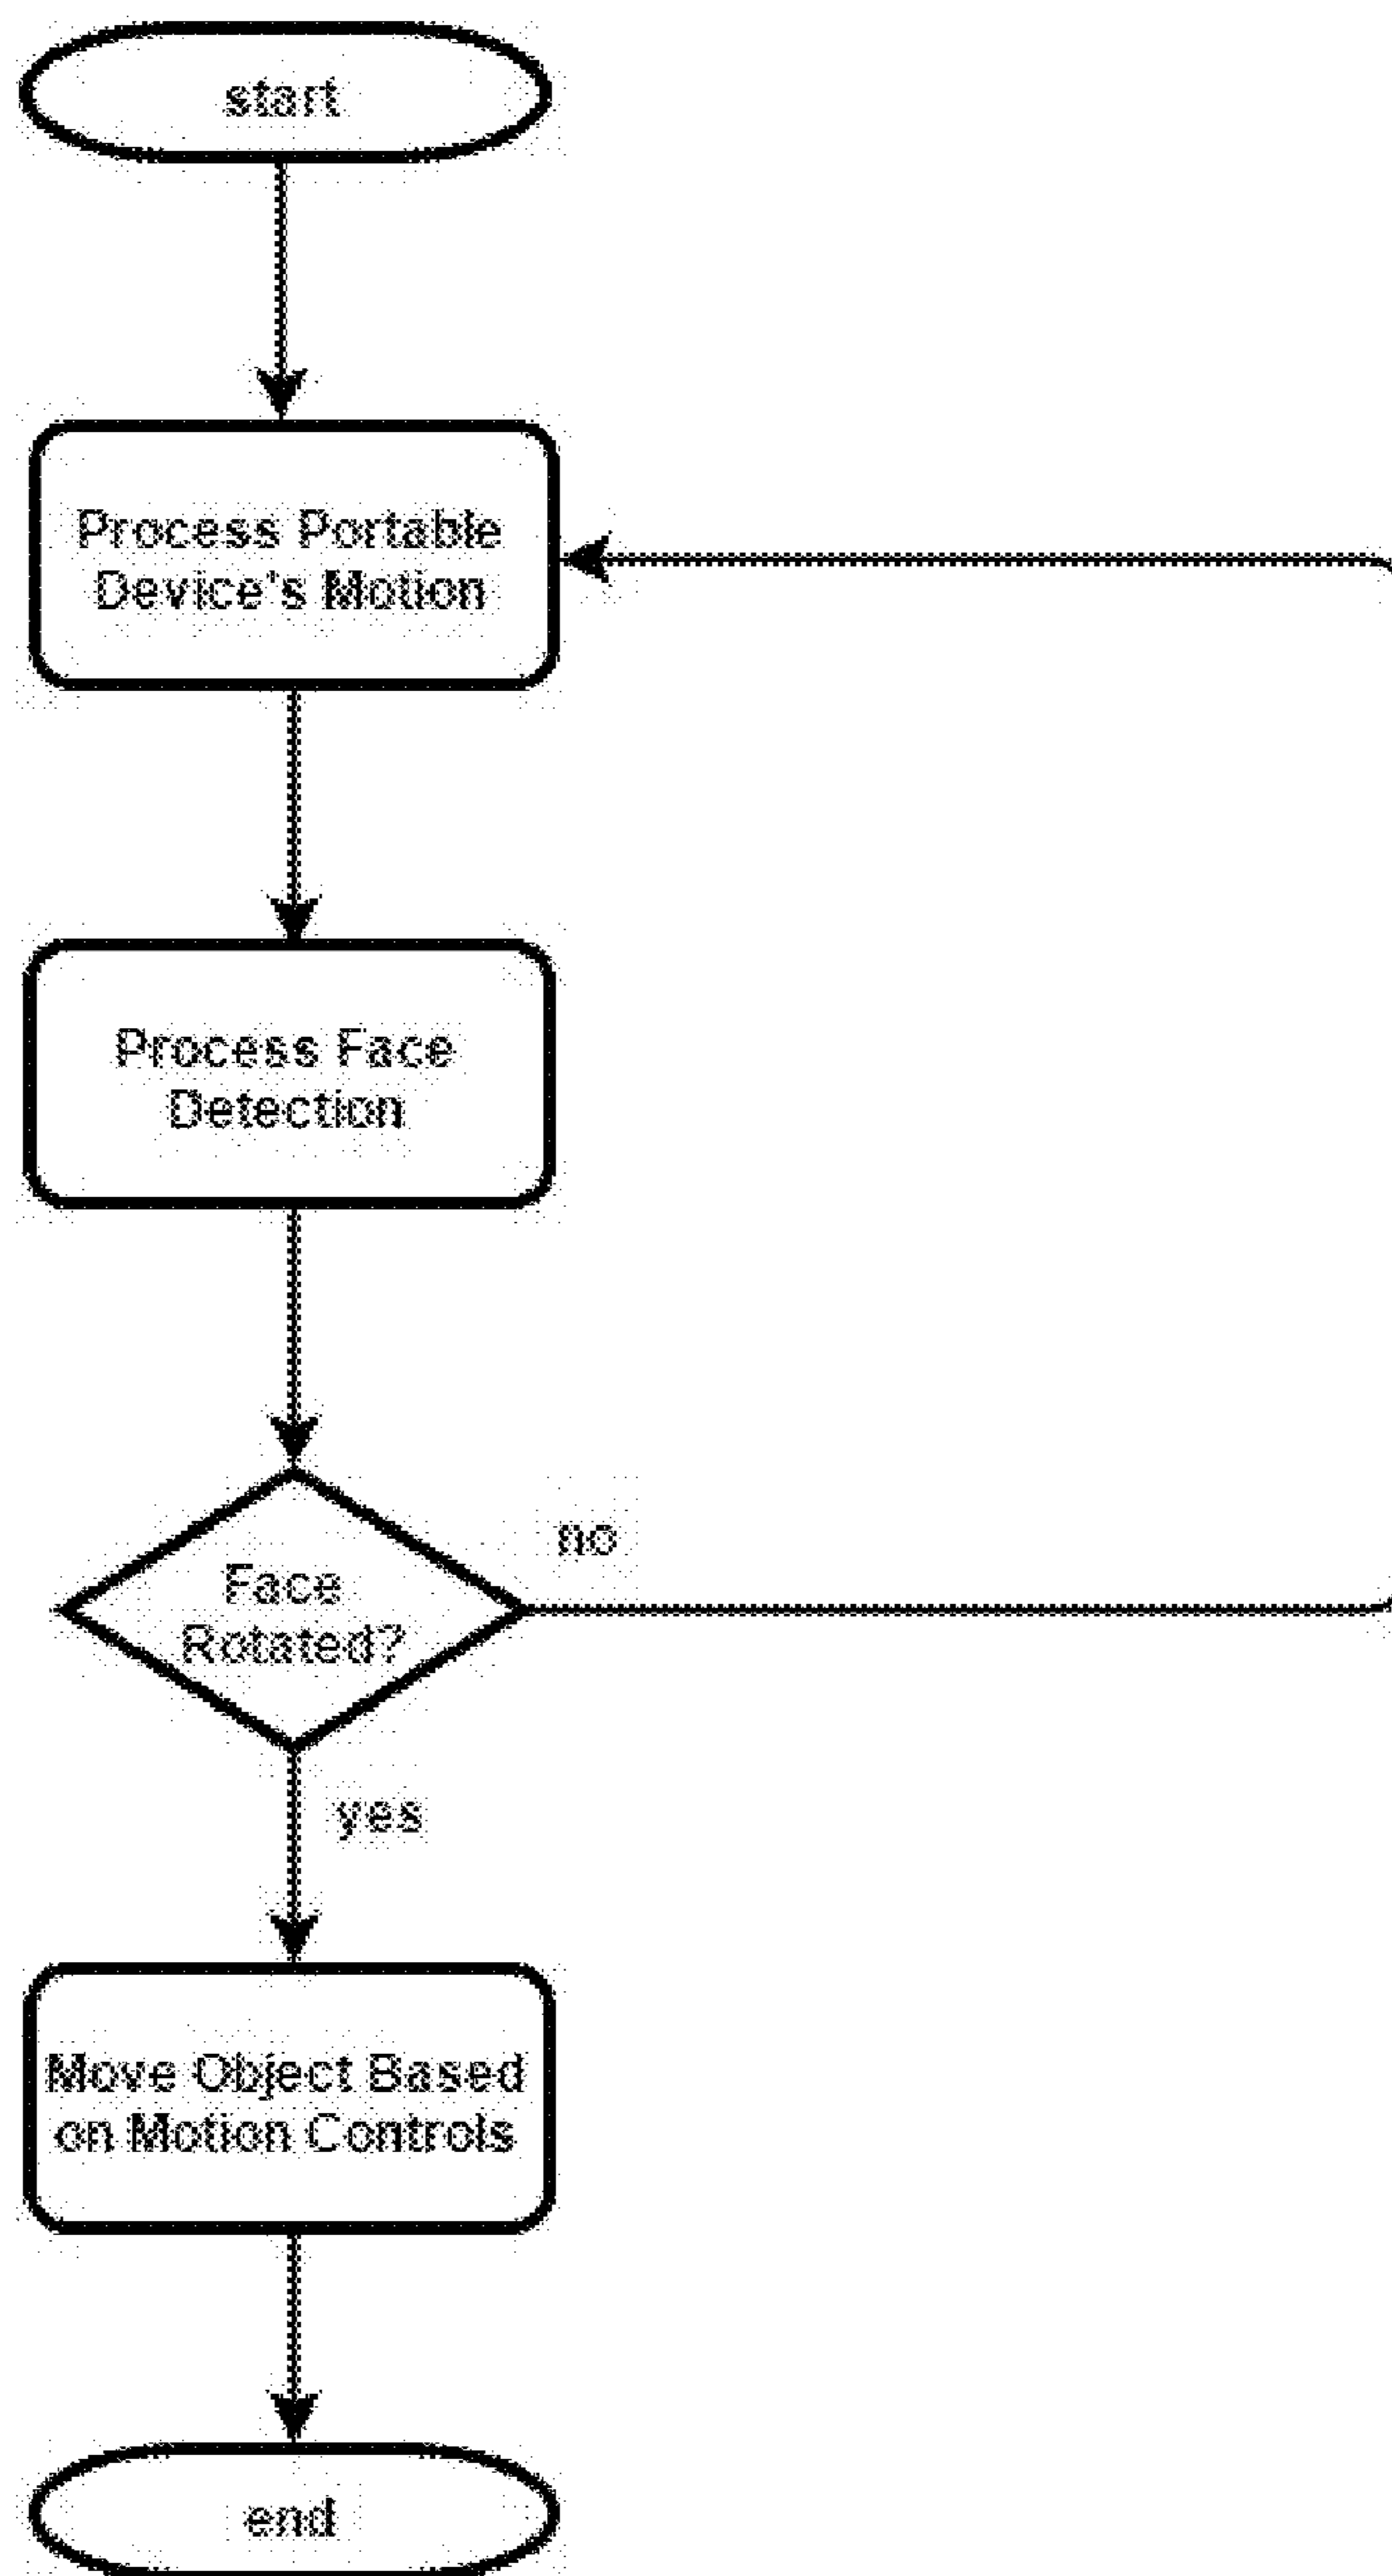 start
Process Portable
Device's Motion
Process Face
Detection
Face
Rotated?
no
yes
Move Object Based
on Motion Controls
end